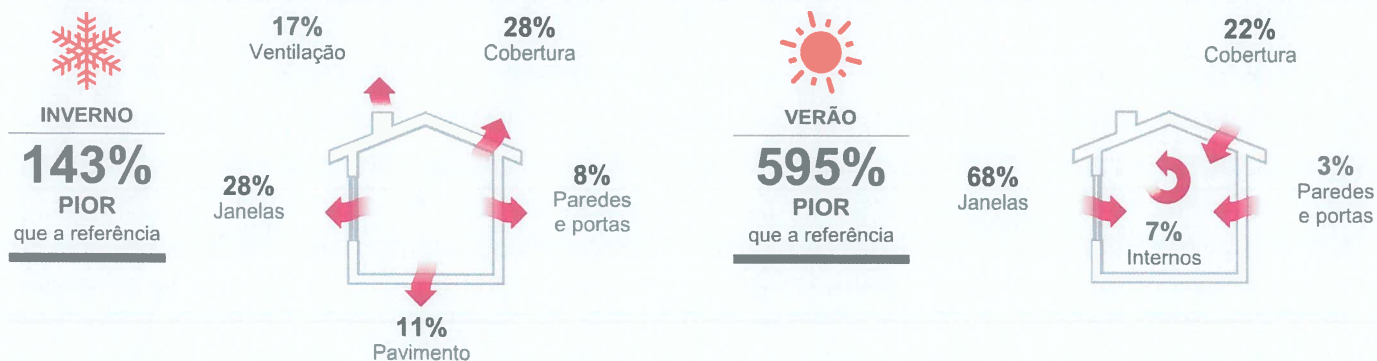 INVERNO
143%
PIOR
que a referência
17%
Ventilação
28%
Cobertura
28%
Janelas
8%
Paredes
e portas
11%
Pavimento
VERÃO
595%
PIOR
que a referência
22%
Cobertura
68%
Janelas
3%
Paredes
e portas
7%
Internos